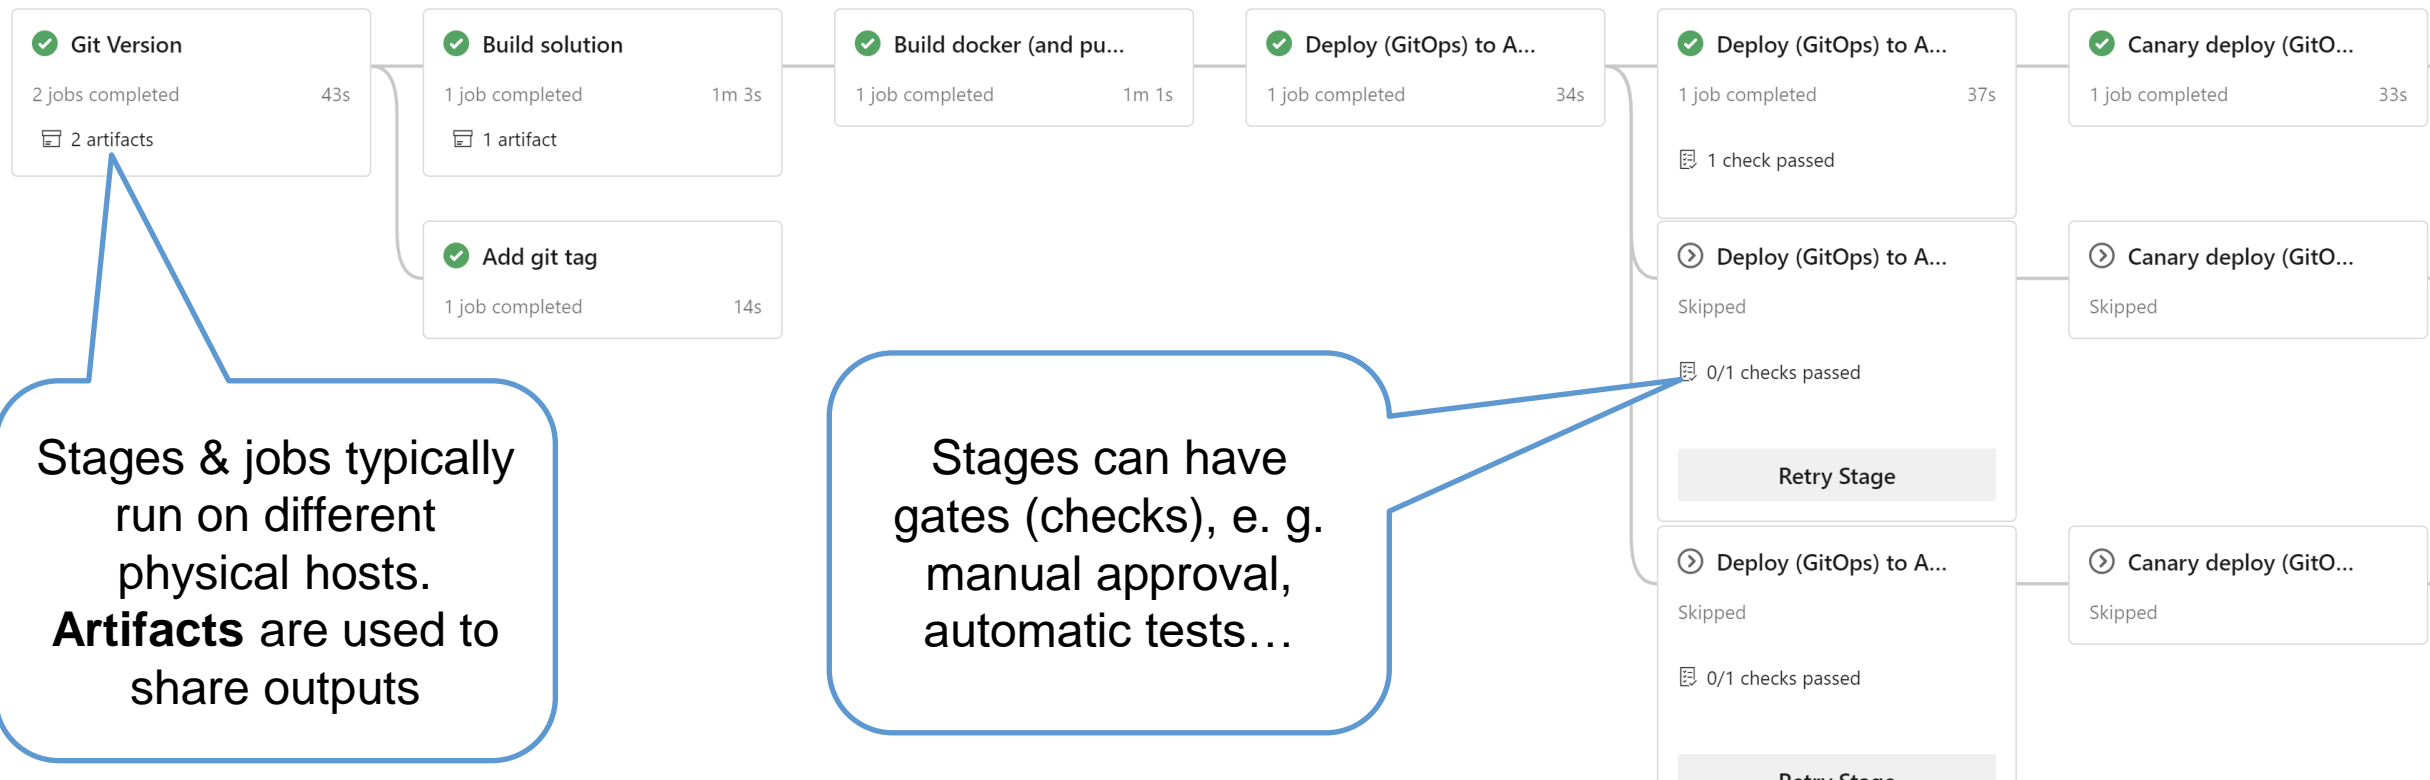 Git Version
2 jobs completed 43s
2 artifacts
Build solution
1 job completed 1m 3s
1 artifact
Add git tag
1 job completed 14s
Build docker (and pu...
1 job completed 1m 1s
Deploy (GitOps) to A...
1 job completed 34s
Deploy (GitOps) to A...
1 job completed 37s
1 check passed
Canary deploy (GitO...
1 job completed 33s
Deploy (GitOps) to A...
Skipped
0/1 checks passed
Retry Stage
Canary deploy (GitO...
Skipped
Deploy (GitOps) to A...
Skipped
0/1 checks passed
Retry Stage
Canary deploy (GitO...
Skipped
Stages & jobs typically
run on different
physical hosts.
Artifacts are used to
share outputs
Stages can have
gates (checks), e. g.
manual approval,
automatic tests…